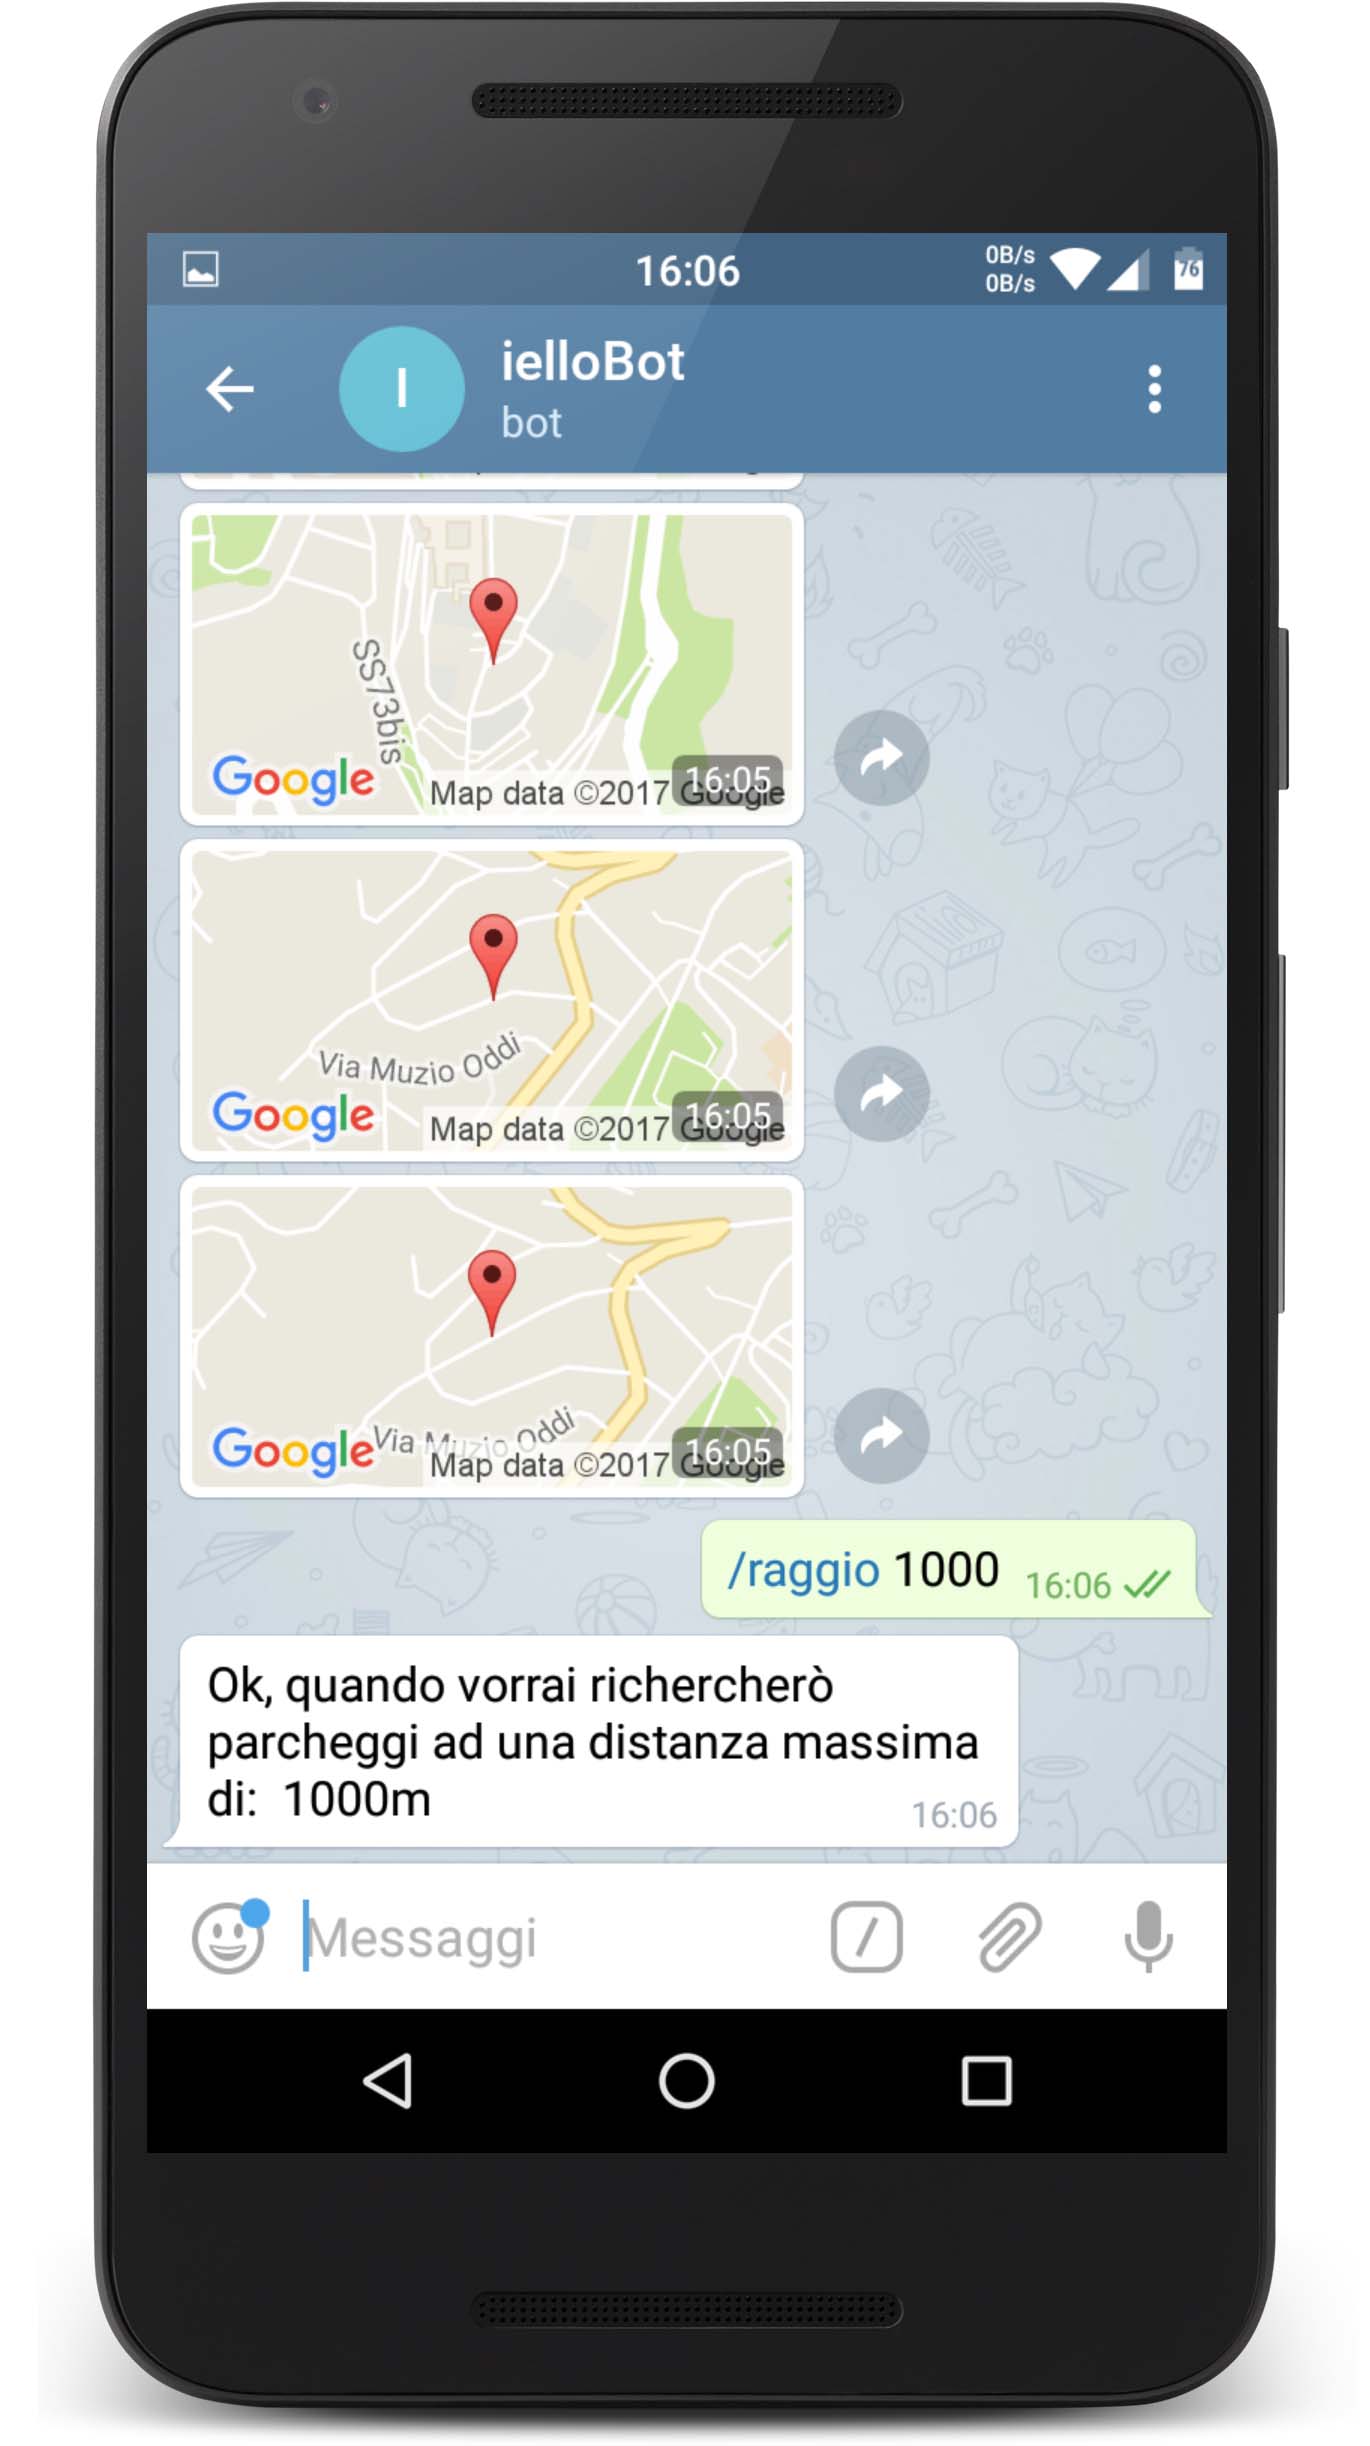 16:06
0B/s
0B/s
76
I
ielloBot
bot
SS73bis
Google
Map data ©2017 Google
16:05
Via Muzio Oddi
Google
Map data ©2017 Google
16:05
Via Muzio Oddi
Google
Map data ©2017 Google
16:05
/raggio 1000 16:06
Ok, quando vorrai richercherò
parcheggi ad una distanza massima
di: 1000m
16:06
Messaggi